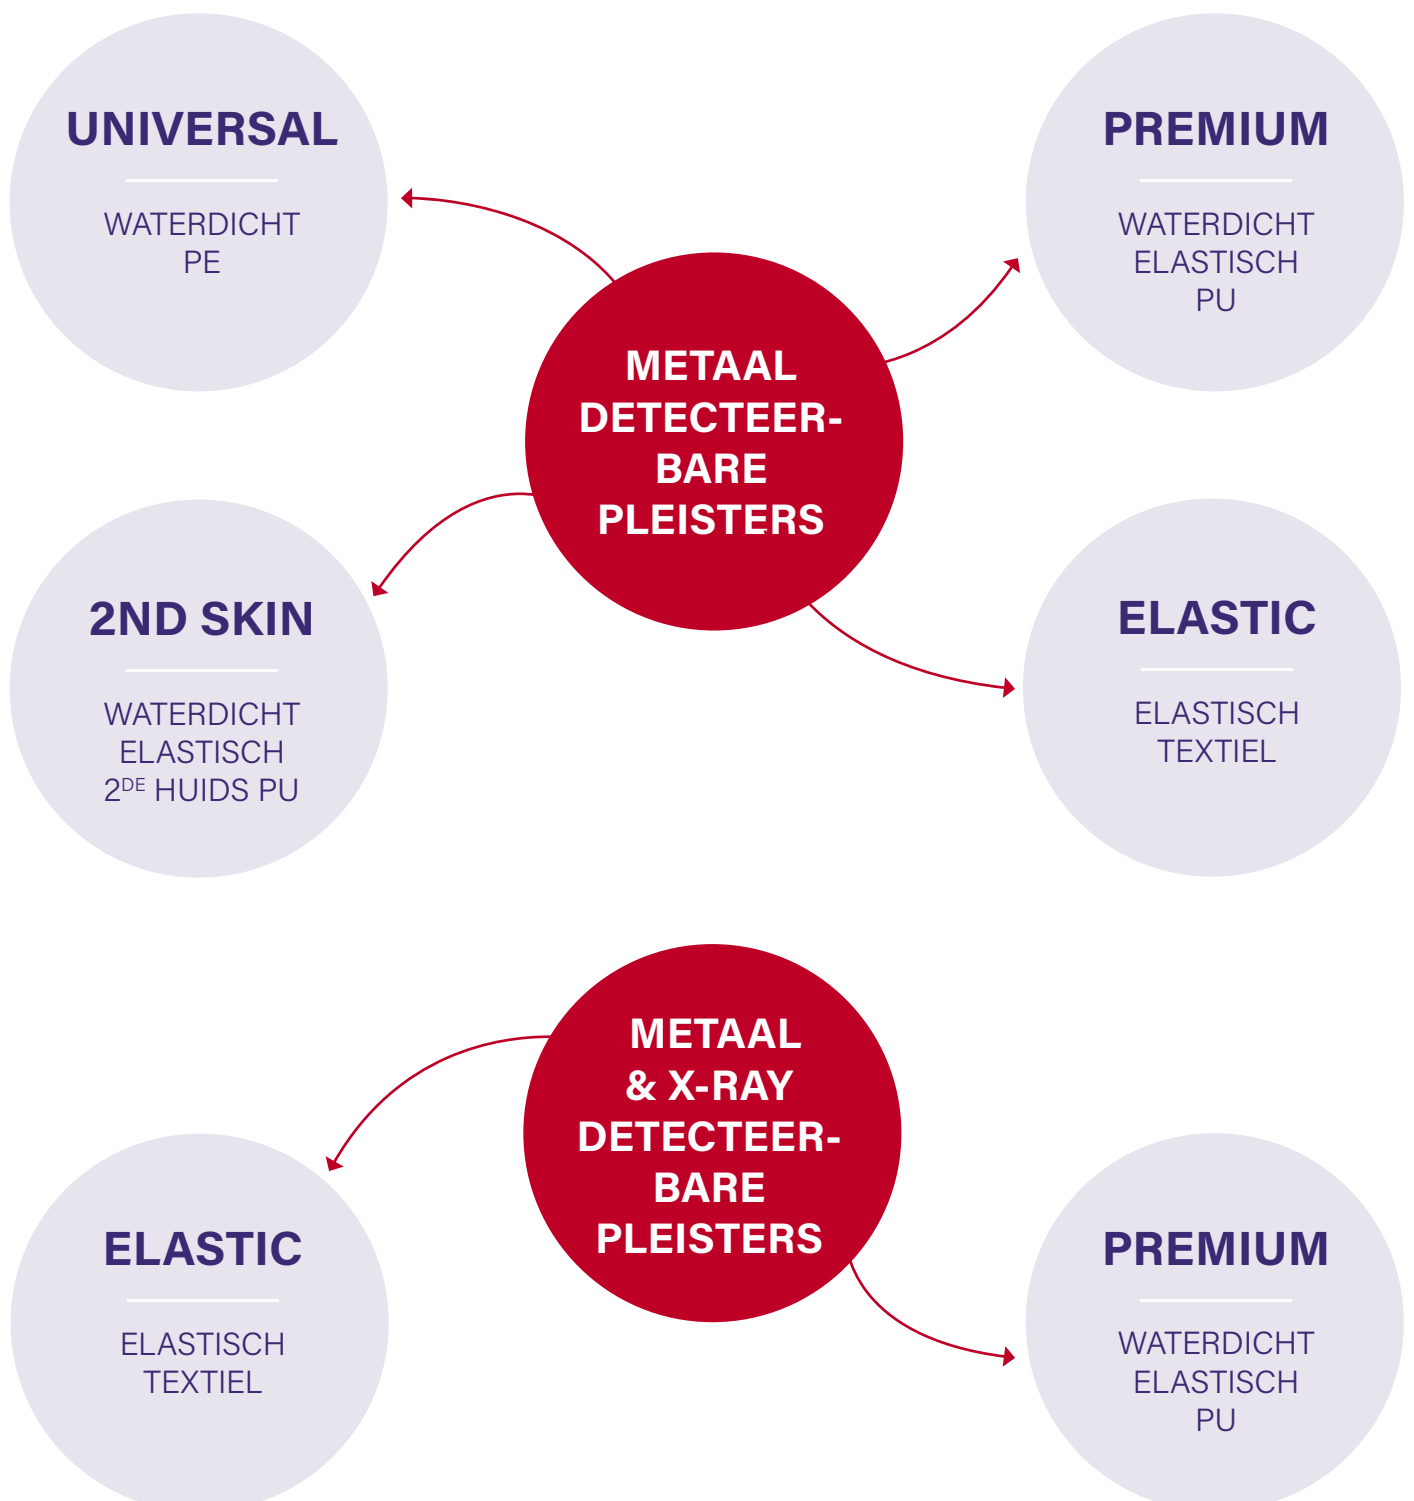 UNIVERSAL
WATERDICHT
PE
PREMIUM
WATERDICHT
ELASTISCH
PU
METAAL
DETECTEER-
BARE
PLEISTERS
2ND SKIN
WATERDICHT
ELASTISCH
2DE HUIDS PU
ELASTIC
ELASTISCH
TEXTIEL
METAAL
& X-RAY
DETECTEER-
BARE
PLEISTERS
ELASTIC
ELASTISCH
TEXTIEL
PREMIUM
WATERDICHT
ELASTISCH
PU